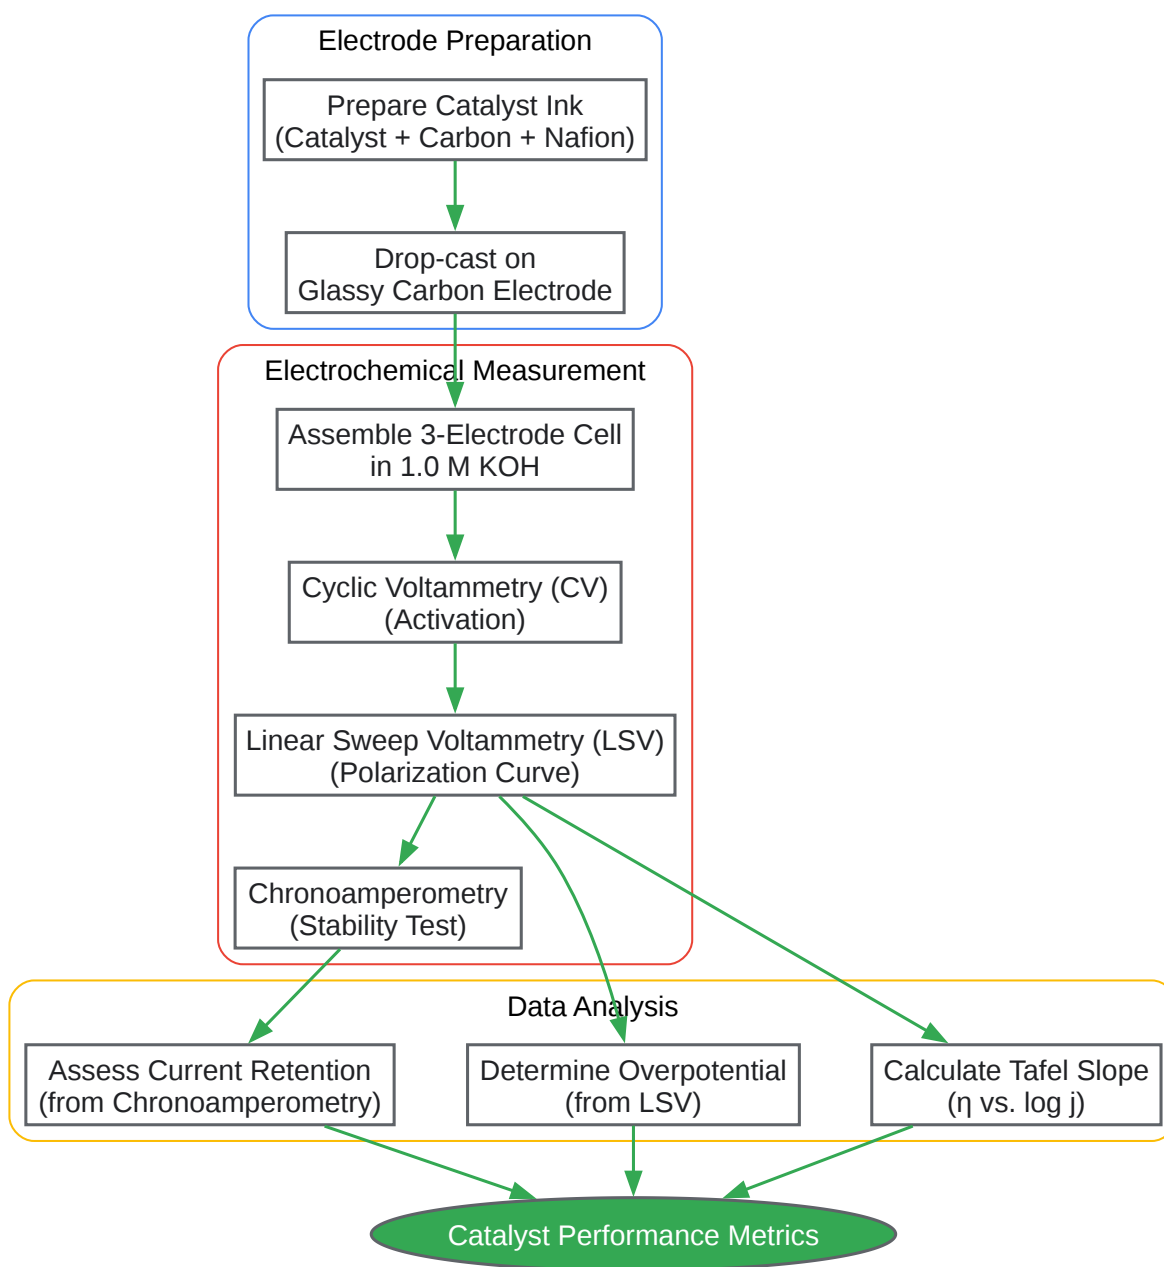 Electrode Preparation
Prepare Catalyst Ink
(Catalyst + Carbon + Nafion)
Drop-cast on
Glassy Carbon Electrode
Electrochemical Measurement
Assemble 3-Electrode Cell
in 1.0 M KOH
Cyclic Voltammetry (CV)
(Activation)
Linear Sweep Voltammetry (LSV)
(Polarization Curve)
Chronoamperometry
(Stability Test)
Data Analysis
Assess Current Retention
(from Chronoamperometry)
Determine Overpotential
(from LSV)
Calculate Tafel Slope
(η vs. log j)
Catalyst Performance Metrics